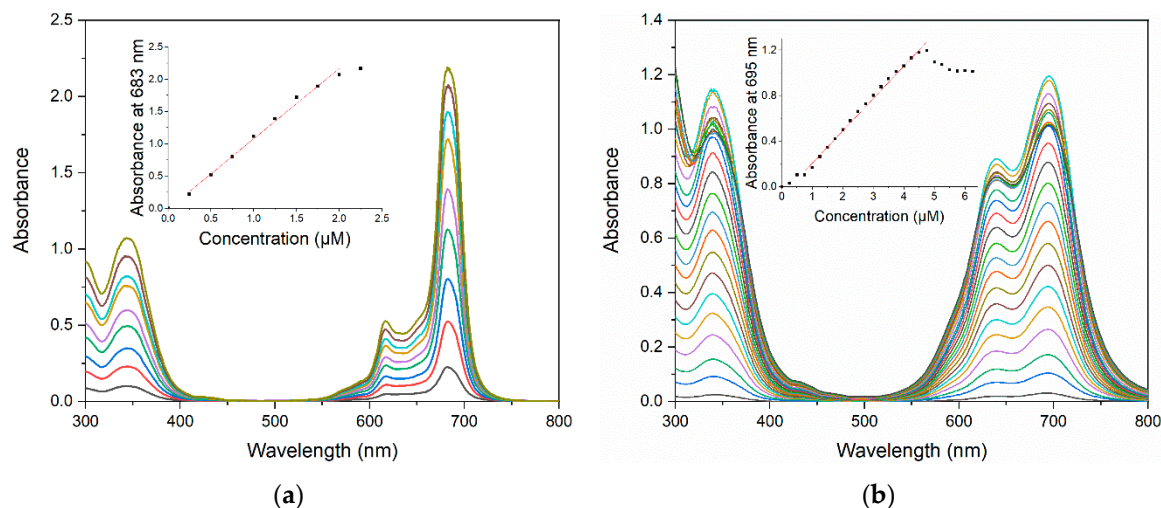 2.5
2.0
1.5
1.0
0.5
0.0
Absorbance
300 400 500 600 700 800
Wavelength (nm)
2.5
2.0
1.5
1.0
0.5
0.0
Absorbance at 683 nm
0.0 0.5 1.0 1.5 2.0 2.5
Concentration (µM)
(a)
1.4
1.2
1.0
0.8
0.6
0.4
0.2
0.0
Absorbance
300 400 500 600 700 800
Wavelength (nm)
1.2
0.8
0.4
0.0
Absorbance at 695 nm
0 1 2 3 4 5 6
Concentration (µM)
(b)